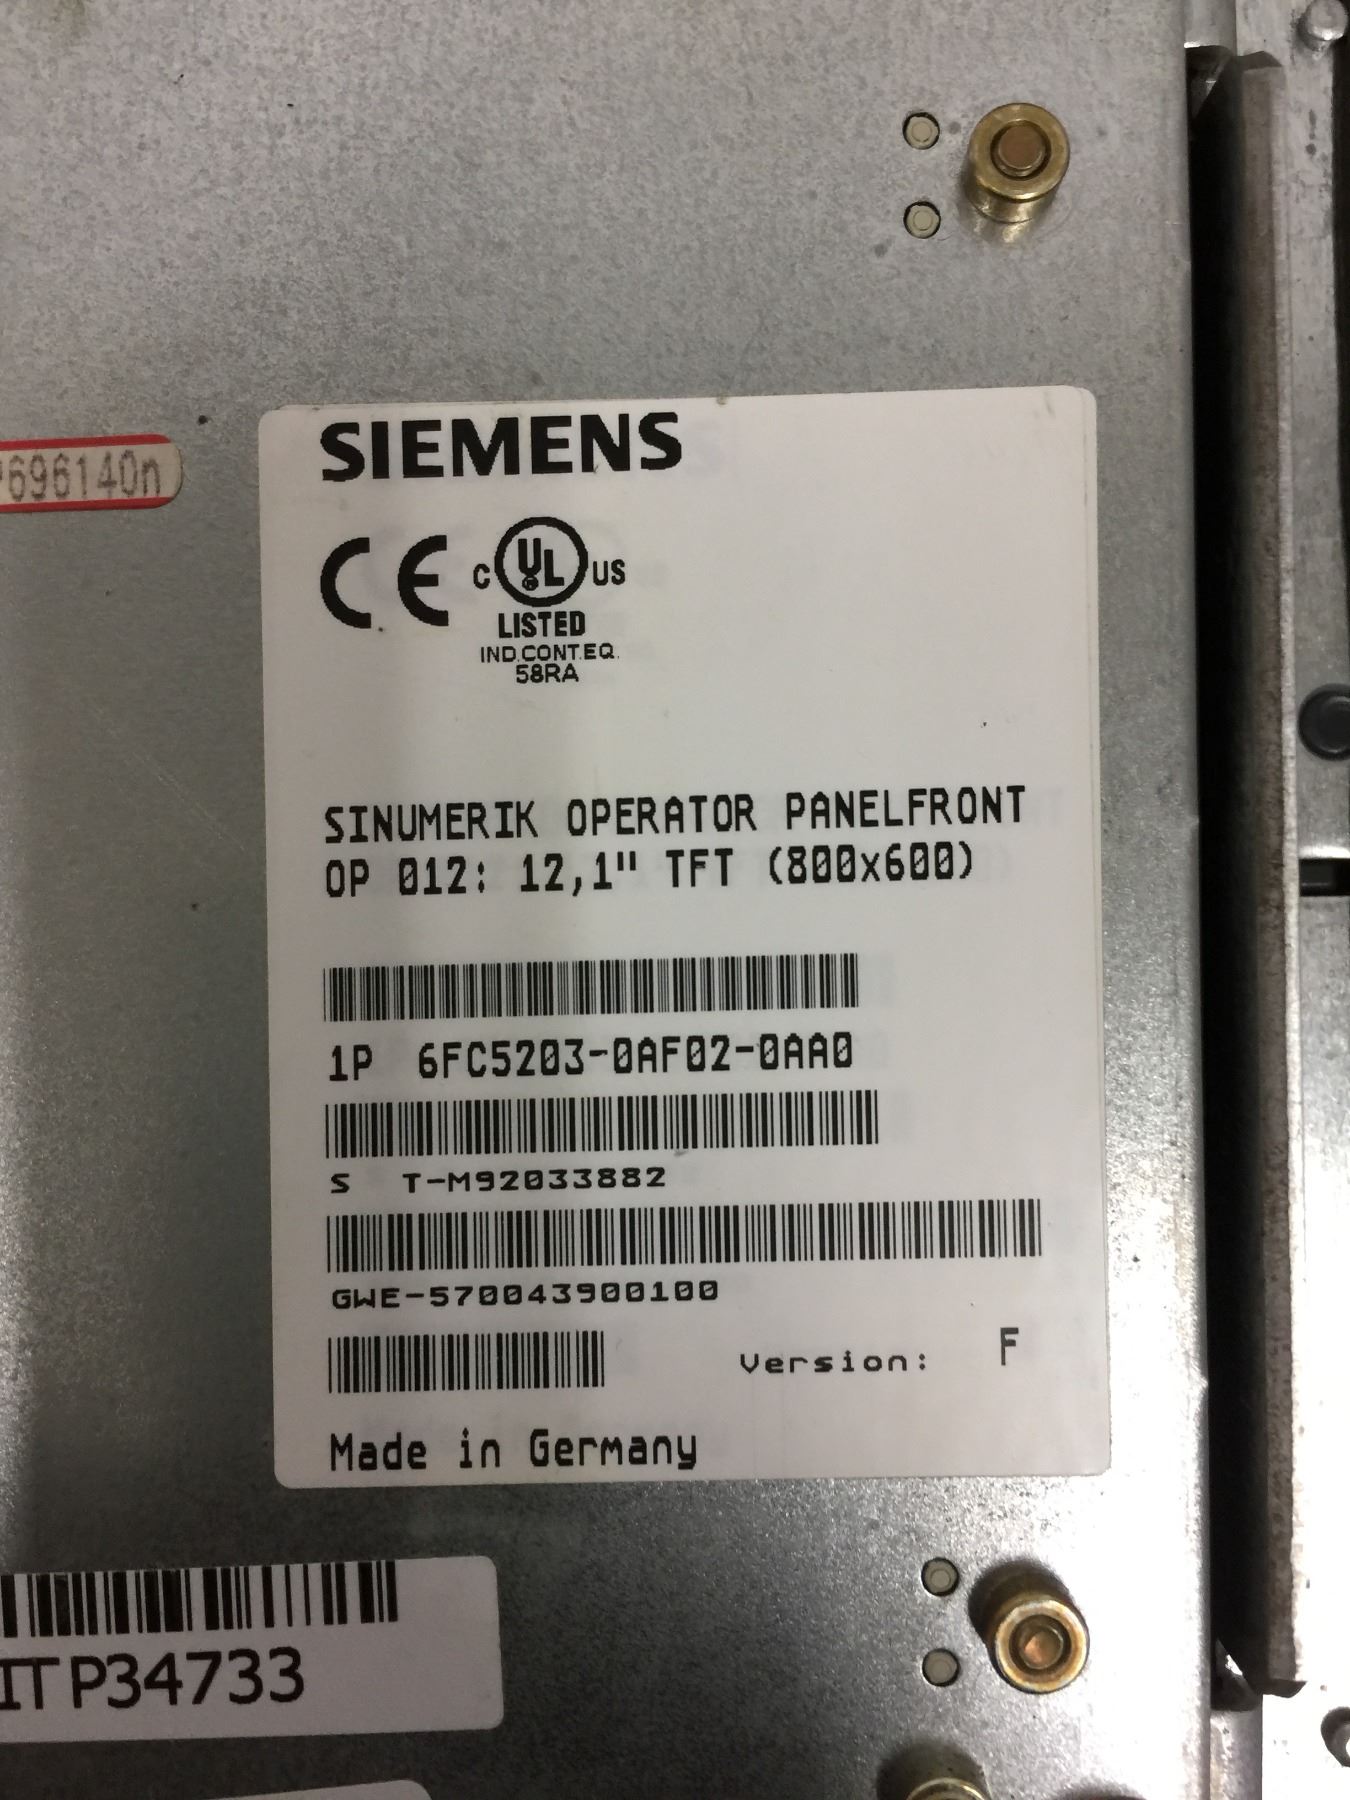 SIEMENS
P696140n
CE C UL US
LISTED
IND.CONT.EQ.
58RA
SINUMERIK OPERATOR PANELFRONT
OP 012: 12,1" TFT (800x600)
1P 6FC5203-0AF02-0AA0
S T-M92033882
GWE-570043900100
Version: F
Made in Germany
IT P34733